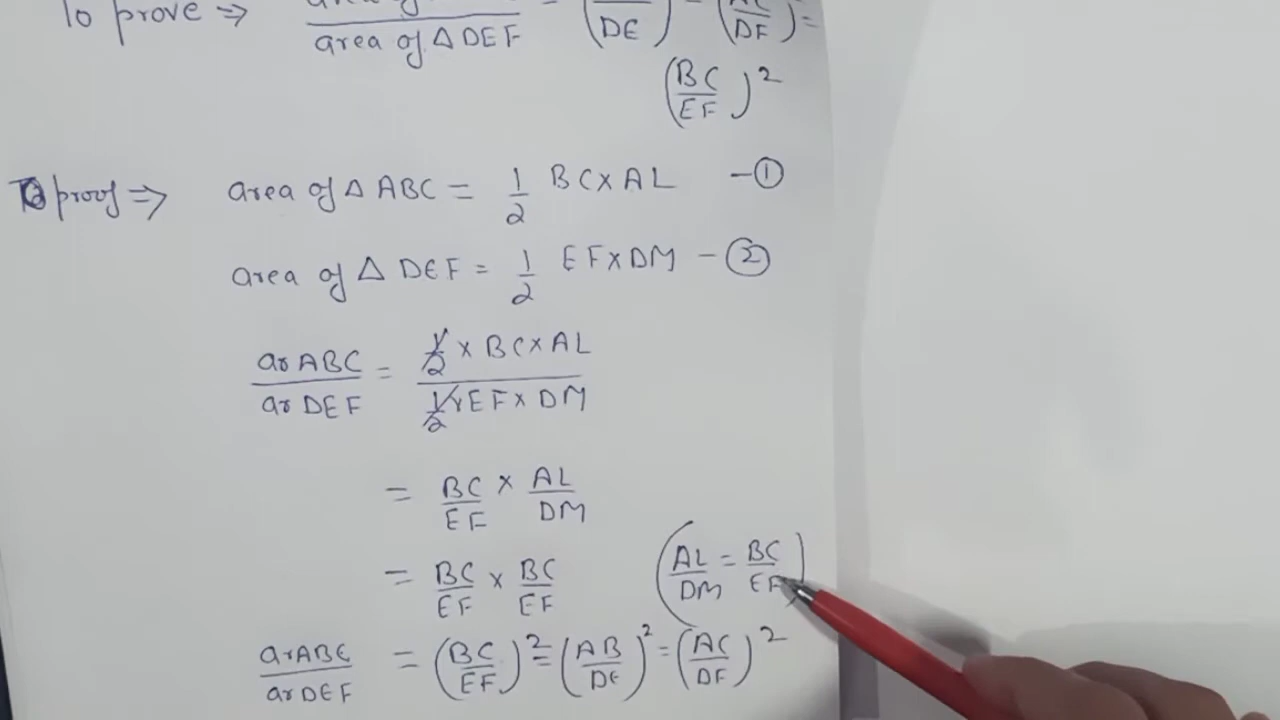 To prove ⇒ area of / area of Δ DEF = ( / DE ) = ( AC / DF ) =
(BC/EF)²
proof ⇒ area of Δ ABC = 1/2 BC × AL — ①
area of Δ DEF = 1/2 EF × DM — ②
ar ABC / ar DEF = 1/2 × BC × AL / 1/2 × EF × DM
= BC/EF × AL/DM
= BC/EF × BC/EF (AL/DM = BC/EF)
ar ABC / ar DEF = (BC/EF)² = (AB/DE)² = (AC/DF)²